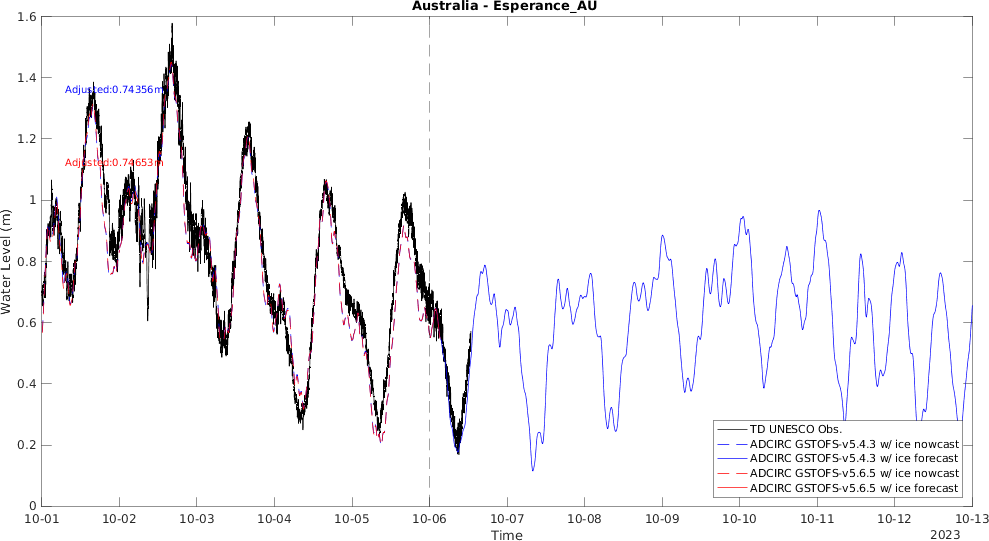 Australia - Esperance_AU
1.6
1.4
1.2
1
0.8
0.6
0.4
0.2
0
Water Level (m)
Adjusted:0.74356m
Adjusted:0.74653m
TD UNESCO Obs.
ADCIRC GSTOFS-v5.4.3 w/ ice nowcast
ADCIRC GSTOFS-v5.4.3 w/ ice forecast
ADCIRC GSTOFS-v5.6.5 w/ ice nowcast
ADCIRC GSTOFS-v5.6.5 w/ ice forecast
10-01 10-02 10-03 10-04 10-05 10-06 10-07 10-08 10-09 10-10 10-11 10-12 10-13
Time
2023